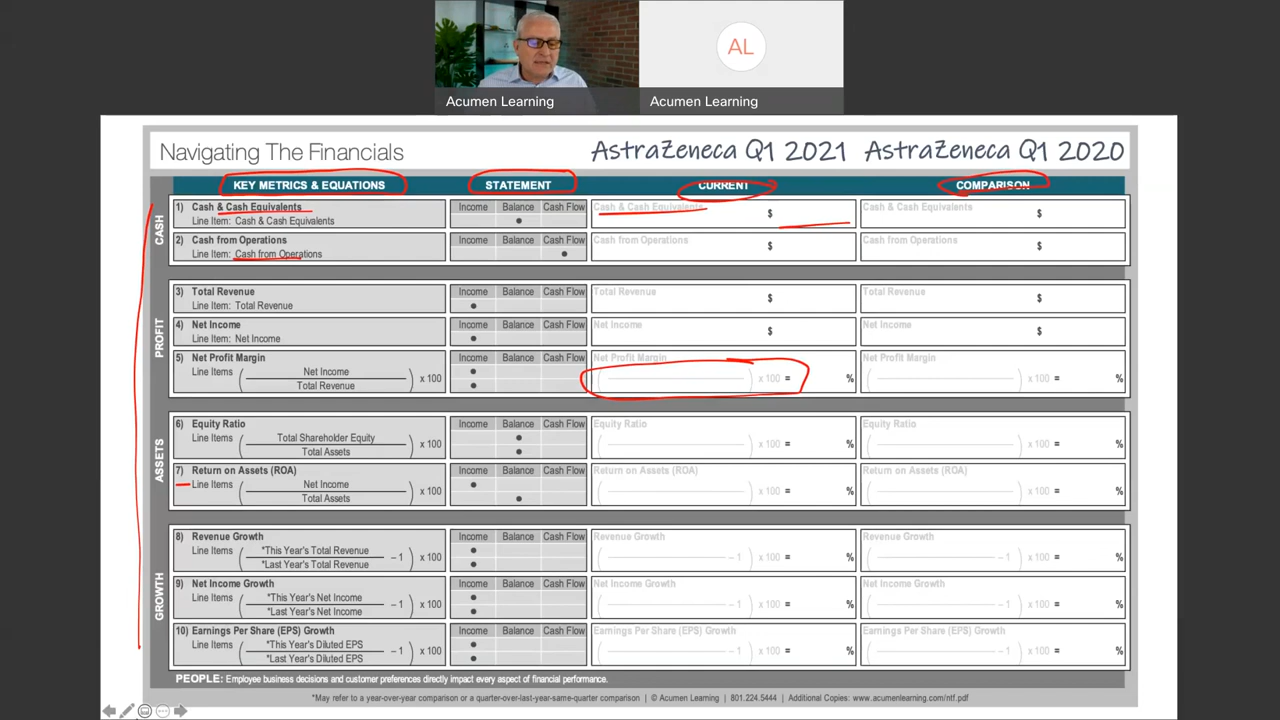 AL
Acumen Learning
Acumen Learning
Navigating The Financials
AstraZeneca Q1 2021
AstraZeneca Q1 2020
KEY METRICS & EQUATIONS
STATEMENT
CURRENT
COMPARISON
CASH
1) Cash & Cash Equivalents
Line Item: Cash & Cash Equivalents
Income Balance Cash Flow
•
Cash & Cash Equivalents
$
Cash & Cash Equivalents
$
2) Cash from Operations
Line Item: Cash from Operations
Income Balance Cash Flow
•
Cash from Operations
$
Cash from Operations
$
PROFIT
3) Total Revenue
Line Item: Total Revenue
Income Balance Cash Flow
•
Total Revenue
$
Total Revenue
$
4) Net Income
Line Item: Net Income
Income Balance Cash Flow
•
Net Income
$
Net Income
$
5) Net Profit Margin
Line Items ( Net Income
Total Revenue ) x 100
Income Balance Cash Flow
•
•
Net Profit Margin
( ) x 100 = %
Net Profit Margin
( ) x 100 = %
ASSETS
6) Equity Ratio
Line Items ( Total Shareholder Equity
Total Assets ) x 100
Income Balance Cash Flow
•
•
Equity Ratio
( ) x 100 = %
Equity Ratio
( ) x 100 = %
7) Return on Assets (ROA)
Line Items ( Net Income
Total Assets ) x 100
Income Balance Cash Flow
•
•
Return on Assets (ROA)
( ) x 100 = %
Return on Assets (ROA)
( ) x 100 = %
GROWTH
8) Revenue Growth
Line Items ( *This Year's Total Revenue
*Last Year's Total Revenue – 1 ) x 100
Income Balance Cash Flow
•
•
Revenue Growth
( – 1 ) x 100 = %
Revenue Growth
( – 1 ) x 100 = %
9) Net Income Growth
Line Items ( *This Year's Net Income
*Last Year's Net Income – 1 ) x 100
Income Balance Cash Flow
•
•
Net Income Growth
( – 1 ) x 100 = %
Net Income Growth
( – 1 ) x 100 = %
10) Earnings Per Share (EPS) Growth
Line Items ( *This Year's Diluted EPS
*Last Year's Diluted EPS – 1 ) x 100
Income Balance Cash Flow
•
•
Earnings Per Share (EPS) Growth
( – 1 ) x 100 = %
Earnings Per Share (EPS) Growth
( – 1 ) x 100 = %
PEOPLE: Employee business decisions and customer preferences directly impact every aspect of financial performance.
*May refer to a year-over-year comparison or a quarter-over-last-year-same-quarter comparison | © Acumen Learning | 801.224.5444 | Additional Copies: www.acumenlearning.com/ntf.pdf